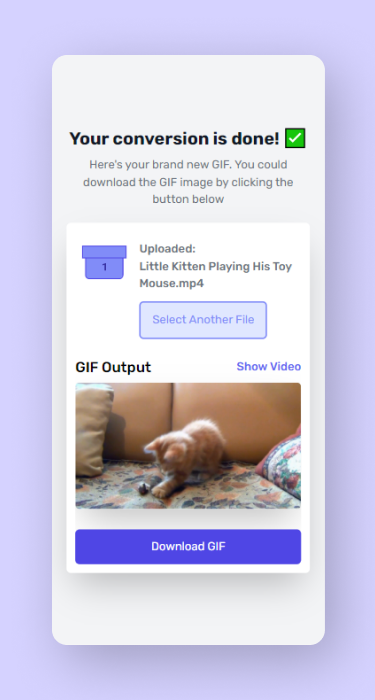 Your conversion is done! ✅
Here's your brand new GIF. You could
download the GIF image by clicking the
button below
1
Uploaded:
Little Kitten Playing His Toy
Mouse.mp4
Select Another File
GIF Output
Show Video
Download GIF